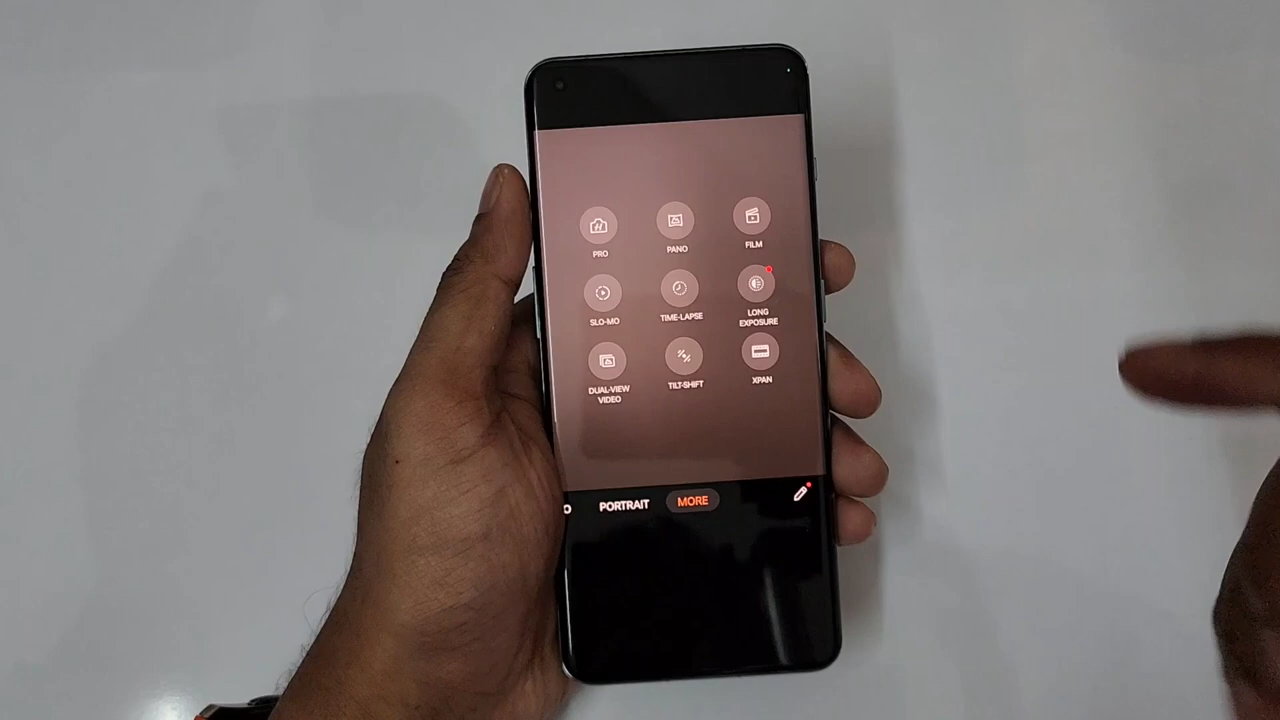 PRO
PANO
FILM
SLO-MO
TIME-LAPSE
LONG
EXPOSURE
DUAL-VIEW
VIDEO
TILT-SHIFT
XPAN
O
PORTRAIT
MORE